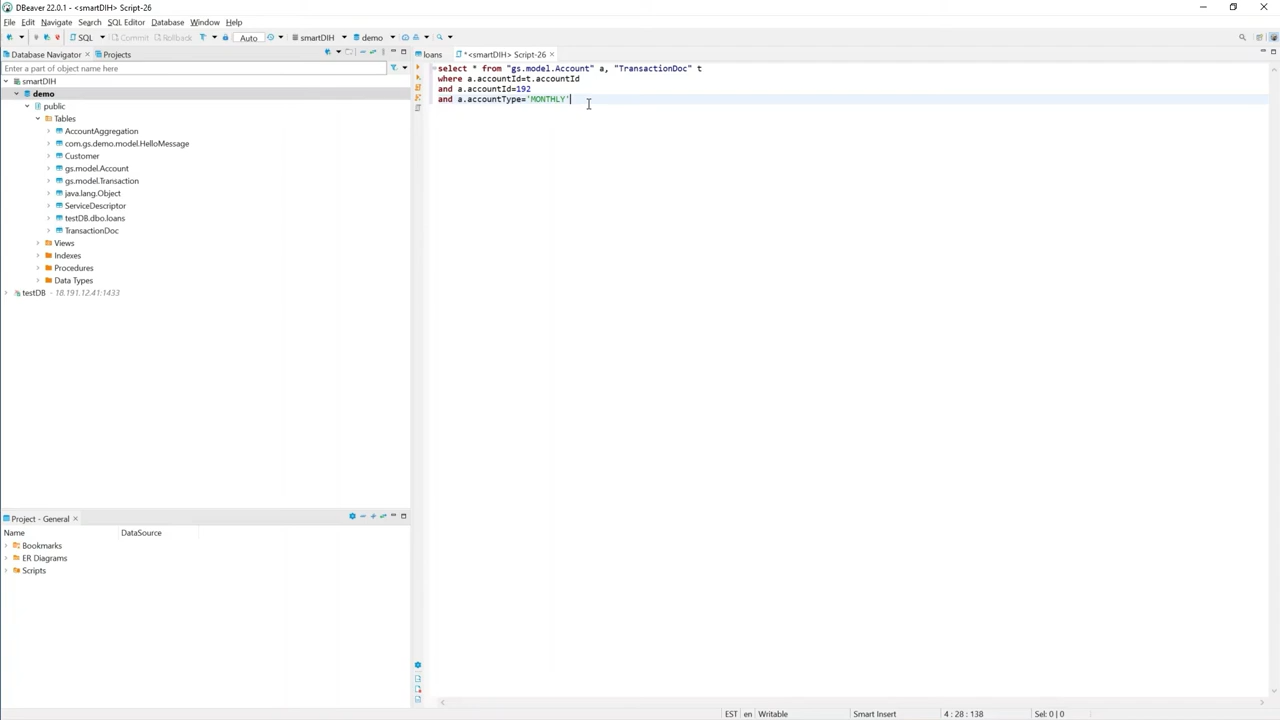 DBeaver 22.0.1 - <smartDIH> Script-26
File Edit Navigate Search SQL Editor Database Window Help
SQL Commit Rollback Auto smartDIH demo
Database Navigator Projects
Enter a part of object name here
smartDIH
demo
public
Tables
AccountAggregation
com.gs.demo.model.HelloMessage
Customer
gs.model.Account
gs.model.Transaction
java.lang.Object
ServiceDescriptor
testDB.dbo.loans
TransactionDoc
Views
Indexes
Procedures
Data Types
testDB - 18.191.12.41:1433
Project - General
Name DataSource
Bookmarks
ER Diagrams
Scripts
loans *<smartDIH> Script-26
select * from "gs.model.Account" a, "TransactionDoc" t
where a.accountId=t.accountId
and a.accountId=192
and a.accountType='MONTHLY'
EST en Writable Smart Insert 4 : 28 : 138 Sel: 0 | 0